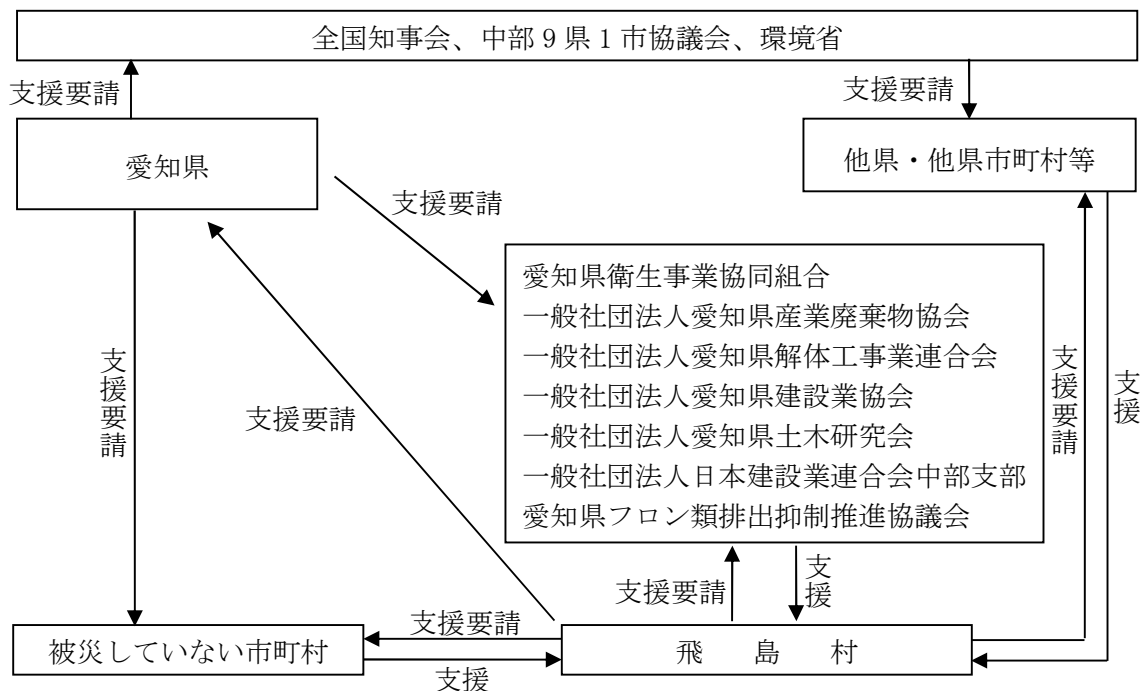 全国知事会、中部９県１市協議会、環境省
支援要請
支援要請
愛知県
他県・他県市町村等
支援要請
愛知県衛生事業協同組合
一般社団法人愛知県産業廃棄物協会
一般社団法人愛知県解体工事業連合会
一般社団法人愛知県建設業協会
一般社団法人愛知県土木研究会
一般社団法人日本建設業連合会中部支部
愛知県フロン類排出抑制推進協議会
支援要請
支援要請
支援要請
支援
支援要請
支援
支援要請
被災していない市町村
飛　島　村
支援